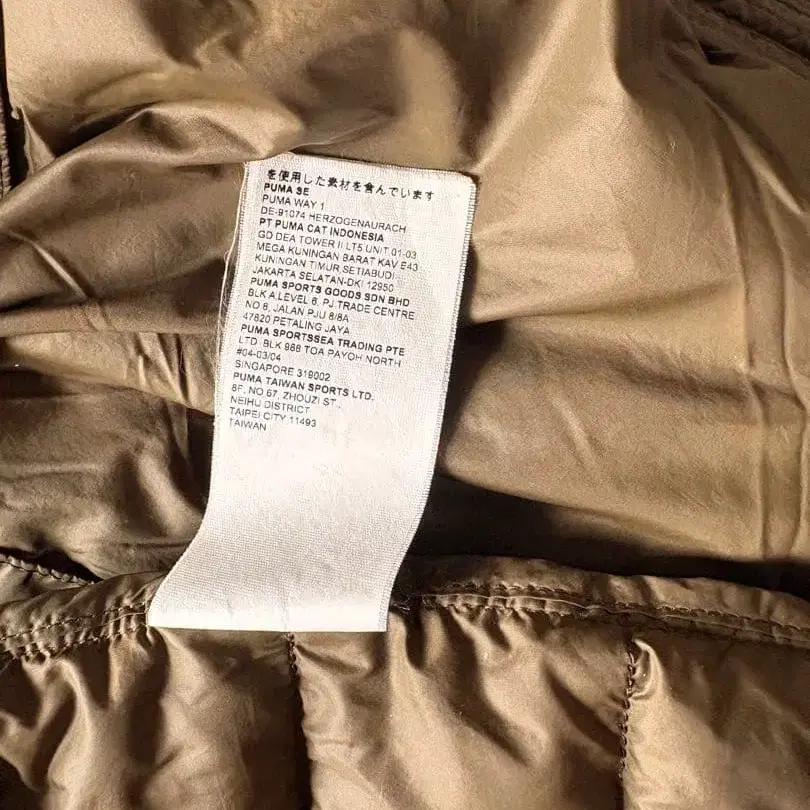 を使用した素材を含んでいます
PUMA SE
PUMA WAY 1
DE-91074 HERZOGENAURACH
PT PUMA CAT INDONESIA
GD DEA TOWER II LT5 UNIT 01-03
MEGA KUNINGAN BARAT KAV E43
KUNINGAN TIMUR SETIABUDI
JAKARTA SELATAN-DKI 12950
PUMA SPORTS GOODS SDN BHD
BLK A,LEVEL 6, PJ TRADE CENTRE
NO 8, JALAN PJU 8/8A
47820 PETALING JAYA
PUMA SPORTSSEA TRADING PTE
LTD BLK 988 TOA PAYOH NORTH
#04-03/04
SINGAPORE 319002
PUMA TAIWAN SPORTS LTD.
8F, NO 67, ZHOUZI ST.,
NEIHU DISTRICT
TAIPEI CITY 11493
TAIWAN